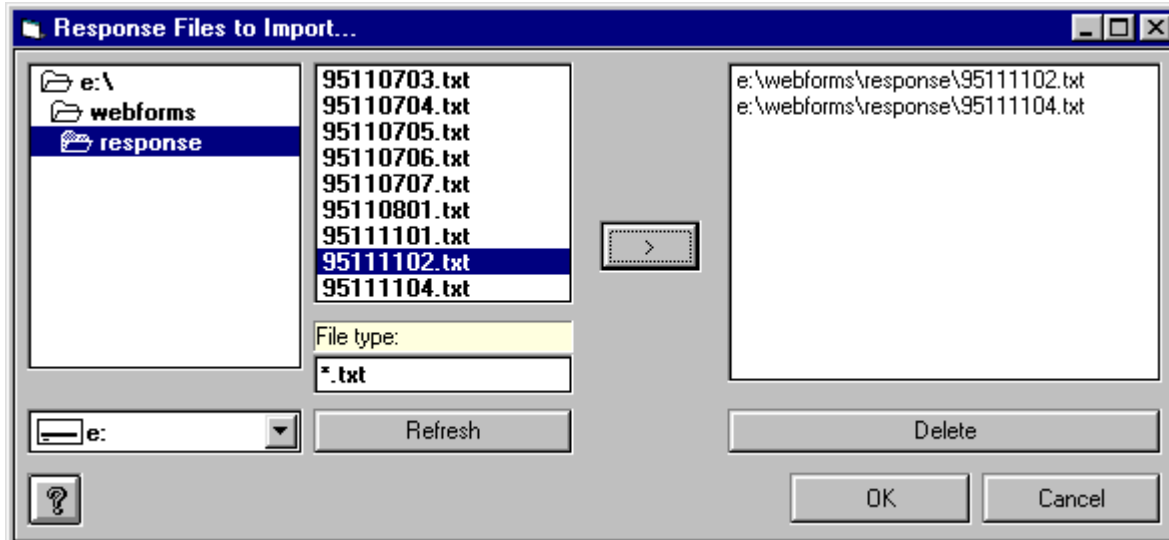 Response Files to Import...
e:\
webforms
response
95110703.txt
95110704.txt
95110705.txt
95110706.txt
95110707.txt
95110801.txt
95111101.txt
95111102.txt
95111104.txt
File type:
*.txt
>
e:\webforms\response\95111102.txt
e:\webforms\response\95111104.txt
e:
Refresh
Delete
?
OK
Cancel